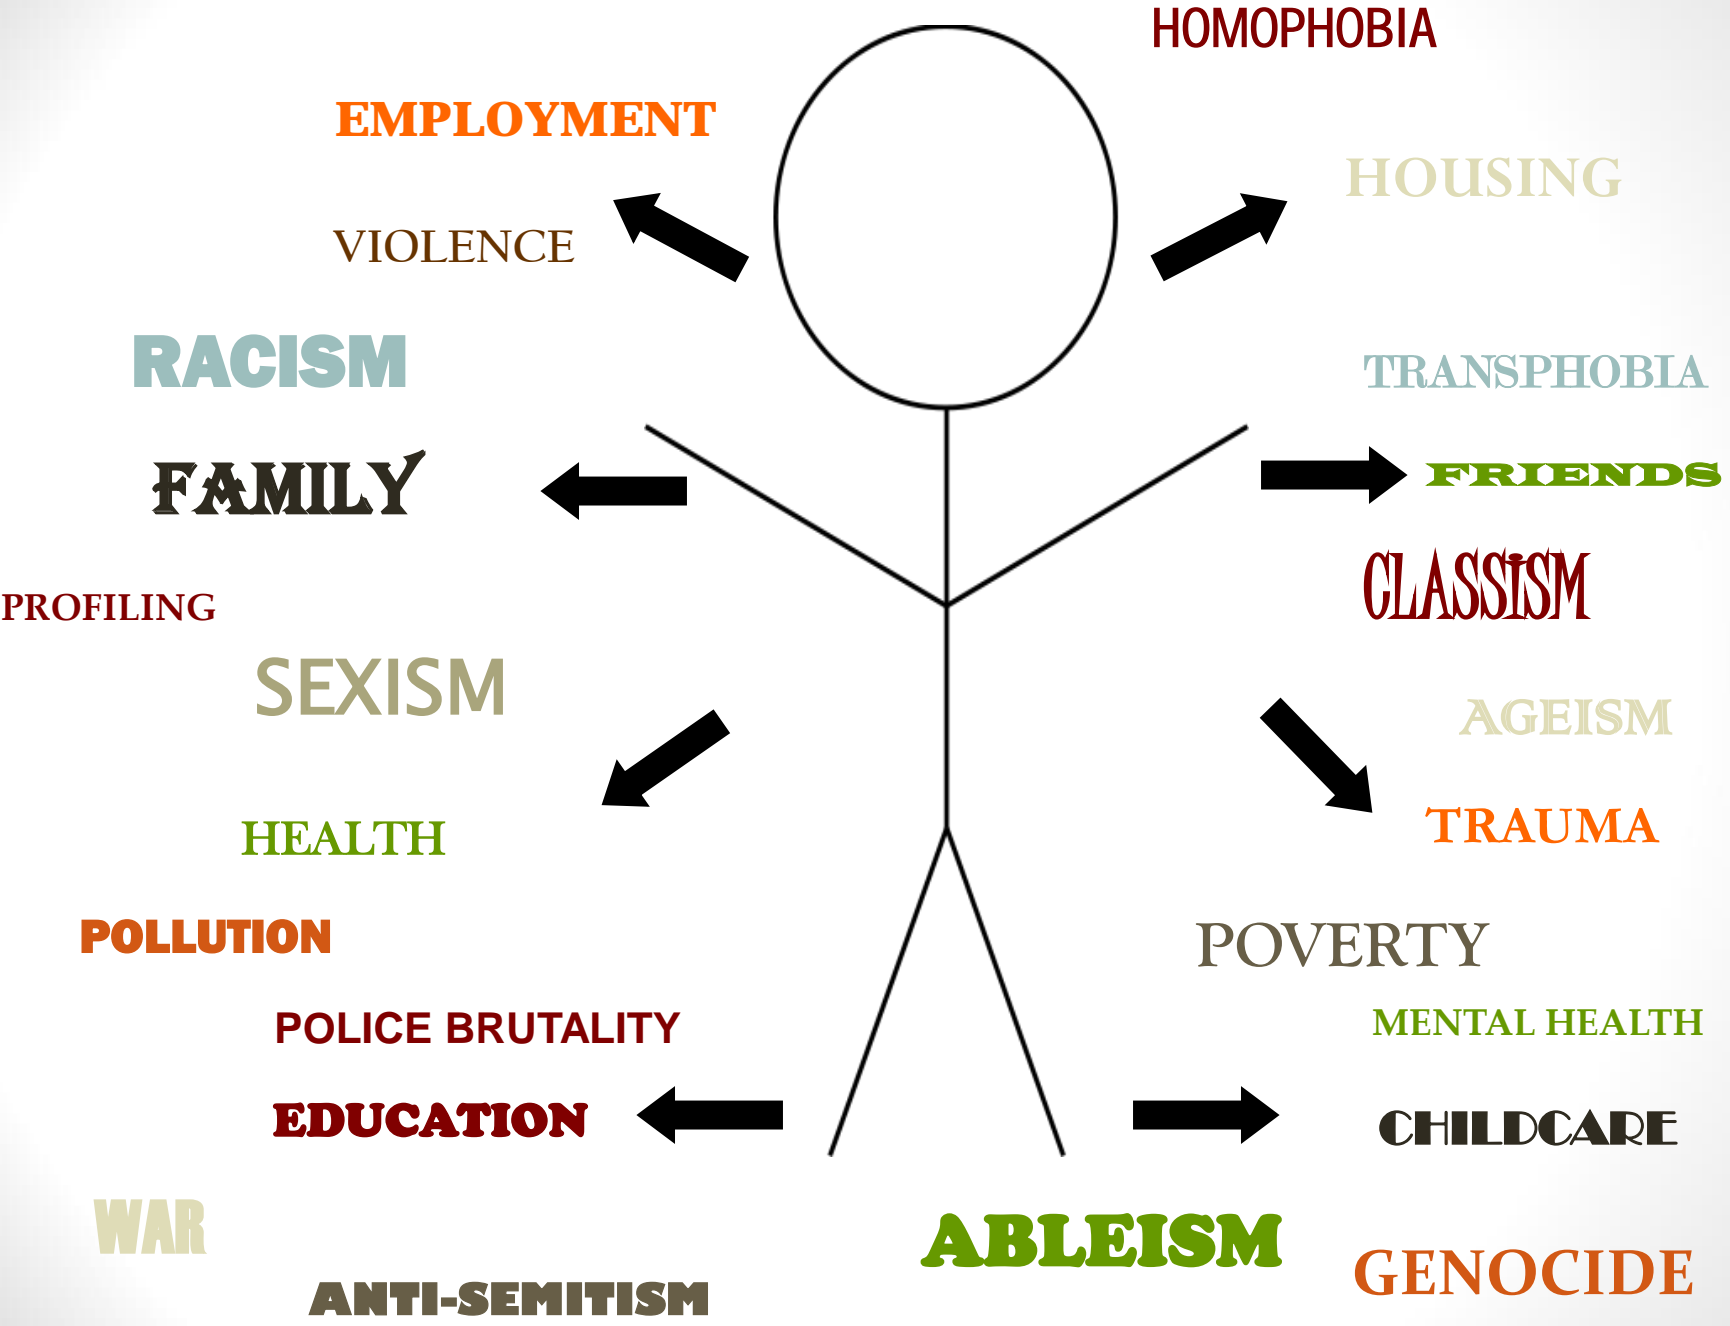 HOMOPHOBIA
EMPLOYMENT
HOUSING
VIOLENCE
RACISM
TRANSPHOBIA
FAMILY
FRIENDS
CLASSISM
PROFILING
SEXISM
AGEISM
HEALTH
TRAUMA
POLLUTION
POVERTY
POLICE BRUTALITY
MENTAL HEALTH
EDUCATION
CHILDCARE
WAR
ABLEISM
GENOCIDE
ANTI-SEMITISM